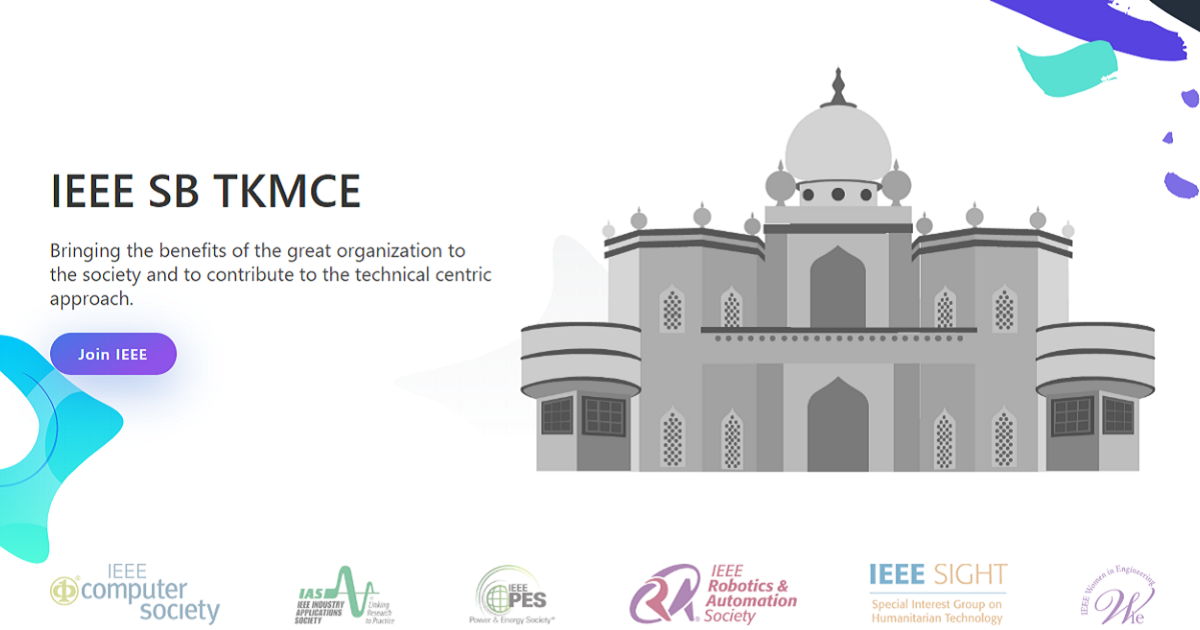 IEEE SB TKMCE
Bringing the benefits of the great organization to
the society and to contribute to the technical centric
approach.
Join IEEE
IEEE
computer
society
IAS
IEEE INDUSTRY
APPLICATIONS
SOCIETY
Linking
Research
to Practice
IEEE
PES
Power & Energy Society®
IEEE
Robotics &
Automation
Society
IEEE SIGHT
Special Interest Group on
Humanitarian Technology
IEEE Women in Engineering
Wie